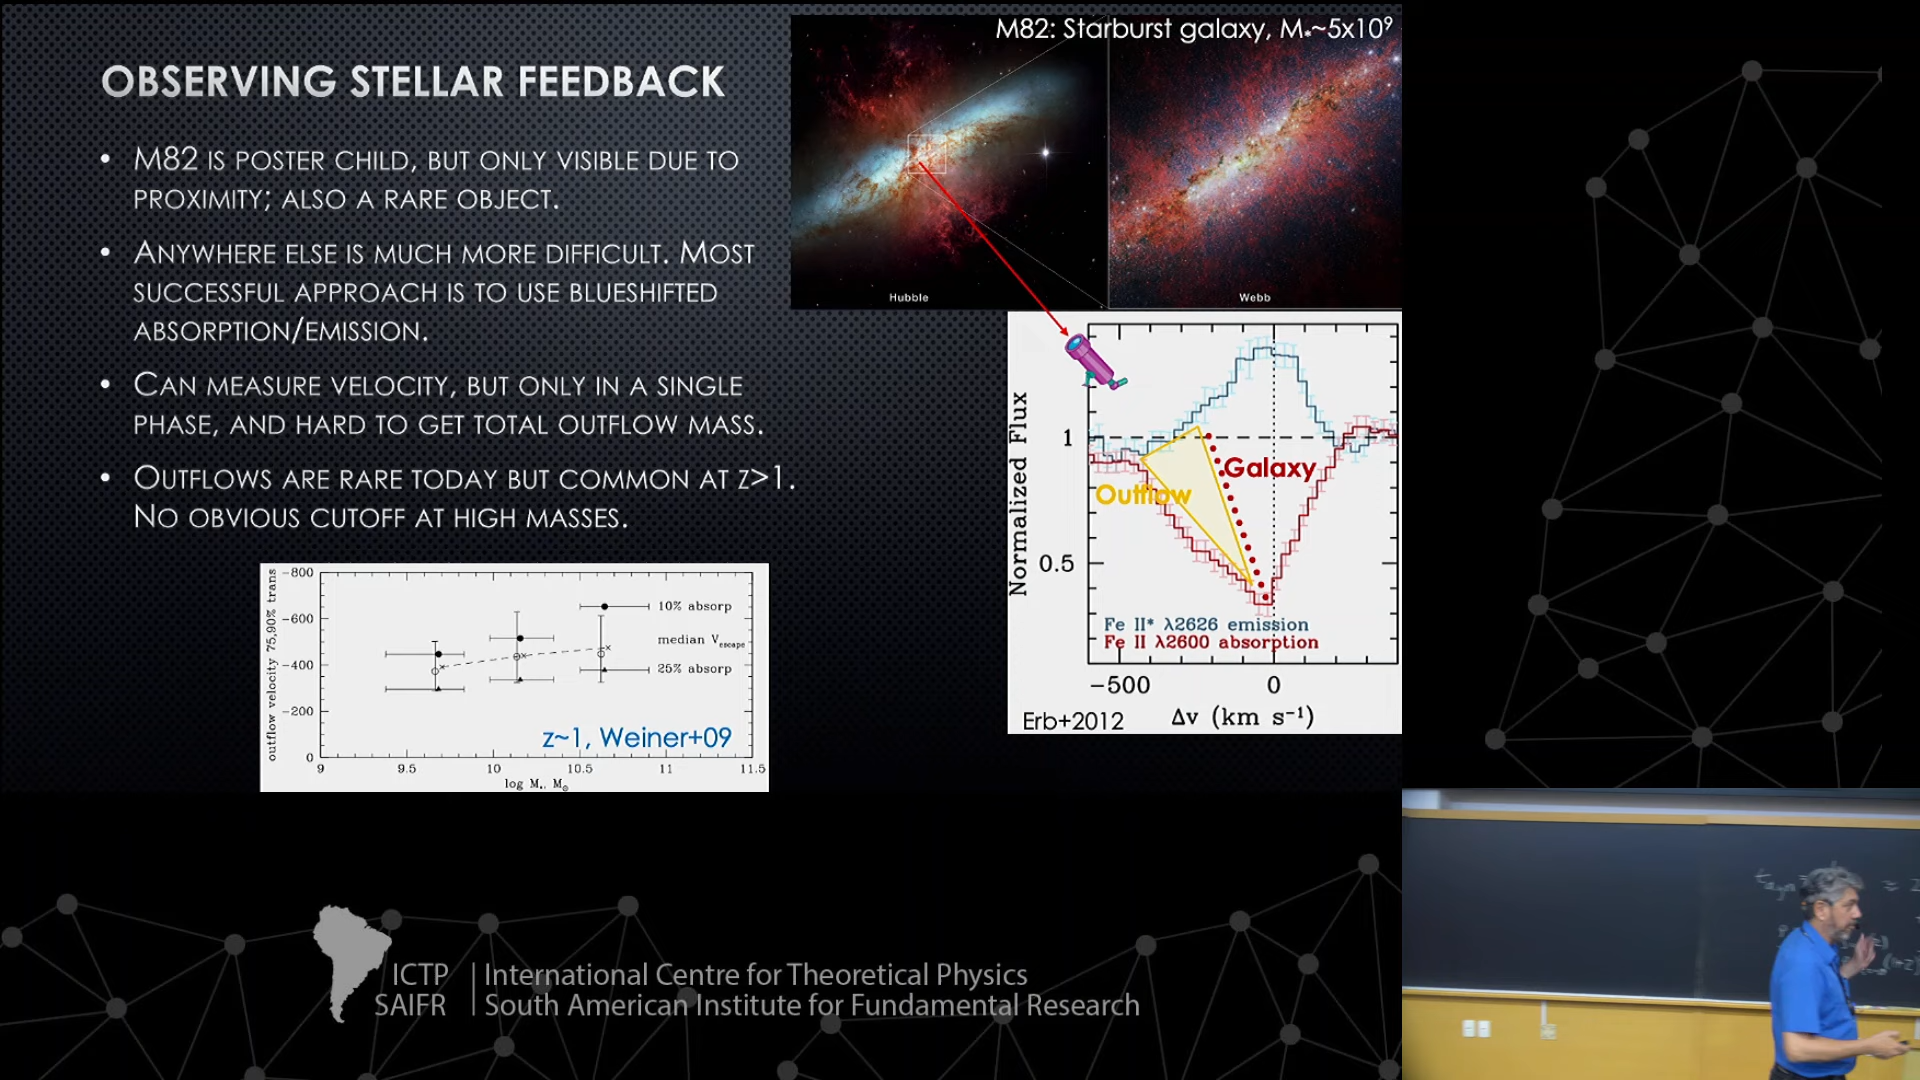 M82: Starburst galaxy, M*~5x10⁹
OBSERVING STELLAR FEEDBACK
• M82 IS POSTER CHILD, BUT ONLY VISIBLE DUE TO
PROXIMITY; ALSO A RARE OBJECT.
• ANYWHERE ELSE IS MUCH MORE DIFFICULT. MOST
SUCCESSFUL APPROACH IS TO USE BLUESHIFTED
ABSORPTION/EMISSION.
• CAN MEASURE VELOCITY, BUT ONLY IN A SINGLE
PHASE, AND HARD TO GET TOTAL OUTFLOW MASS.
• OUTFLOWS ARE RARE TODAY BUT COMMON AT Z>1.
NO OBVIOUS CUTOFF AT HIGH MASSES.
Hubble
Webb
Normalized Flux
1
0.5
Galaxy
Outflow
Fe II* λ2626 emission
Fe II λ2600 absorption
−500 0
Erb+2012 Δv (km s⁻¹)
outflow velocity 75,90% trans
−800
−600
−400
−200
0
10% absorp
median V_escape
25% absorp
z~1, Weiner+09
9 9.5 10 10.5 11 11.5
log M*, M⊙
ICTP | International Centre for Theoretical Physics
SAIFR | South American Institute for Fundamental Research